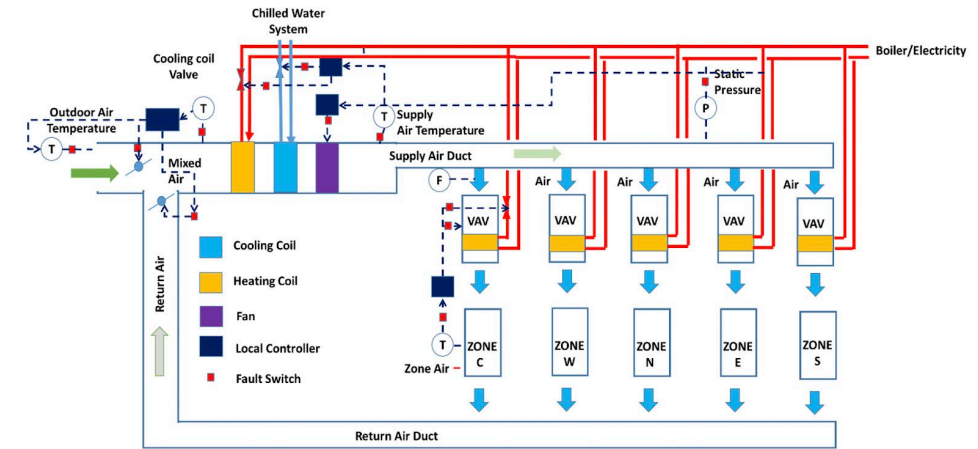 Chilled Water
System
Boiler/Electricity
Cooling coil
Valve
Static
Pressure
Outdoor Air
Temperature
T
T
T
P
Supply
Air Temperature
Mixed
Air
Supply Air Duct
F
Air
Air
Air
Air
Air
VAV
VAV
VAV
VAV
VAV
Cooling Coil
Heating Coil
Fan
Local Controller
Fault Switch
Return Air
T
Zone Air
ZONE
C
ZONE
W
ZONE
N
ZONE
E
ZONE
S
Return Air Duct